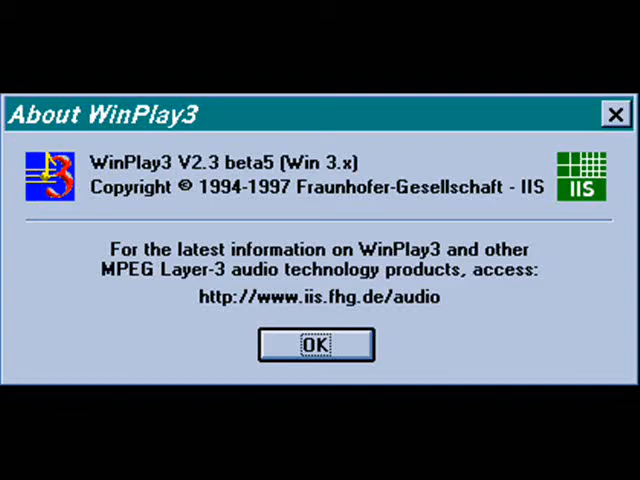 About WinPlay3
WinPlay3 V2.3 beta5 (Win 3.x)
Copyright © 1994-1997 Fraunhofer-Gesellschaft - IIS
3
IIS
For the latest information on WinPlay3 and other
MPEG Layer-3 audio technology products, access:
http://www.iis.fhg.de/audio
OK